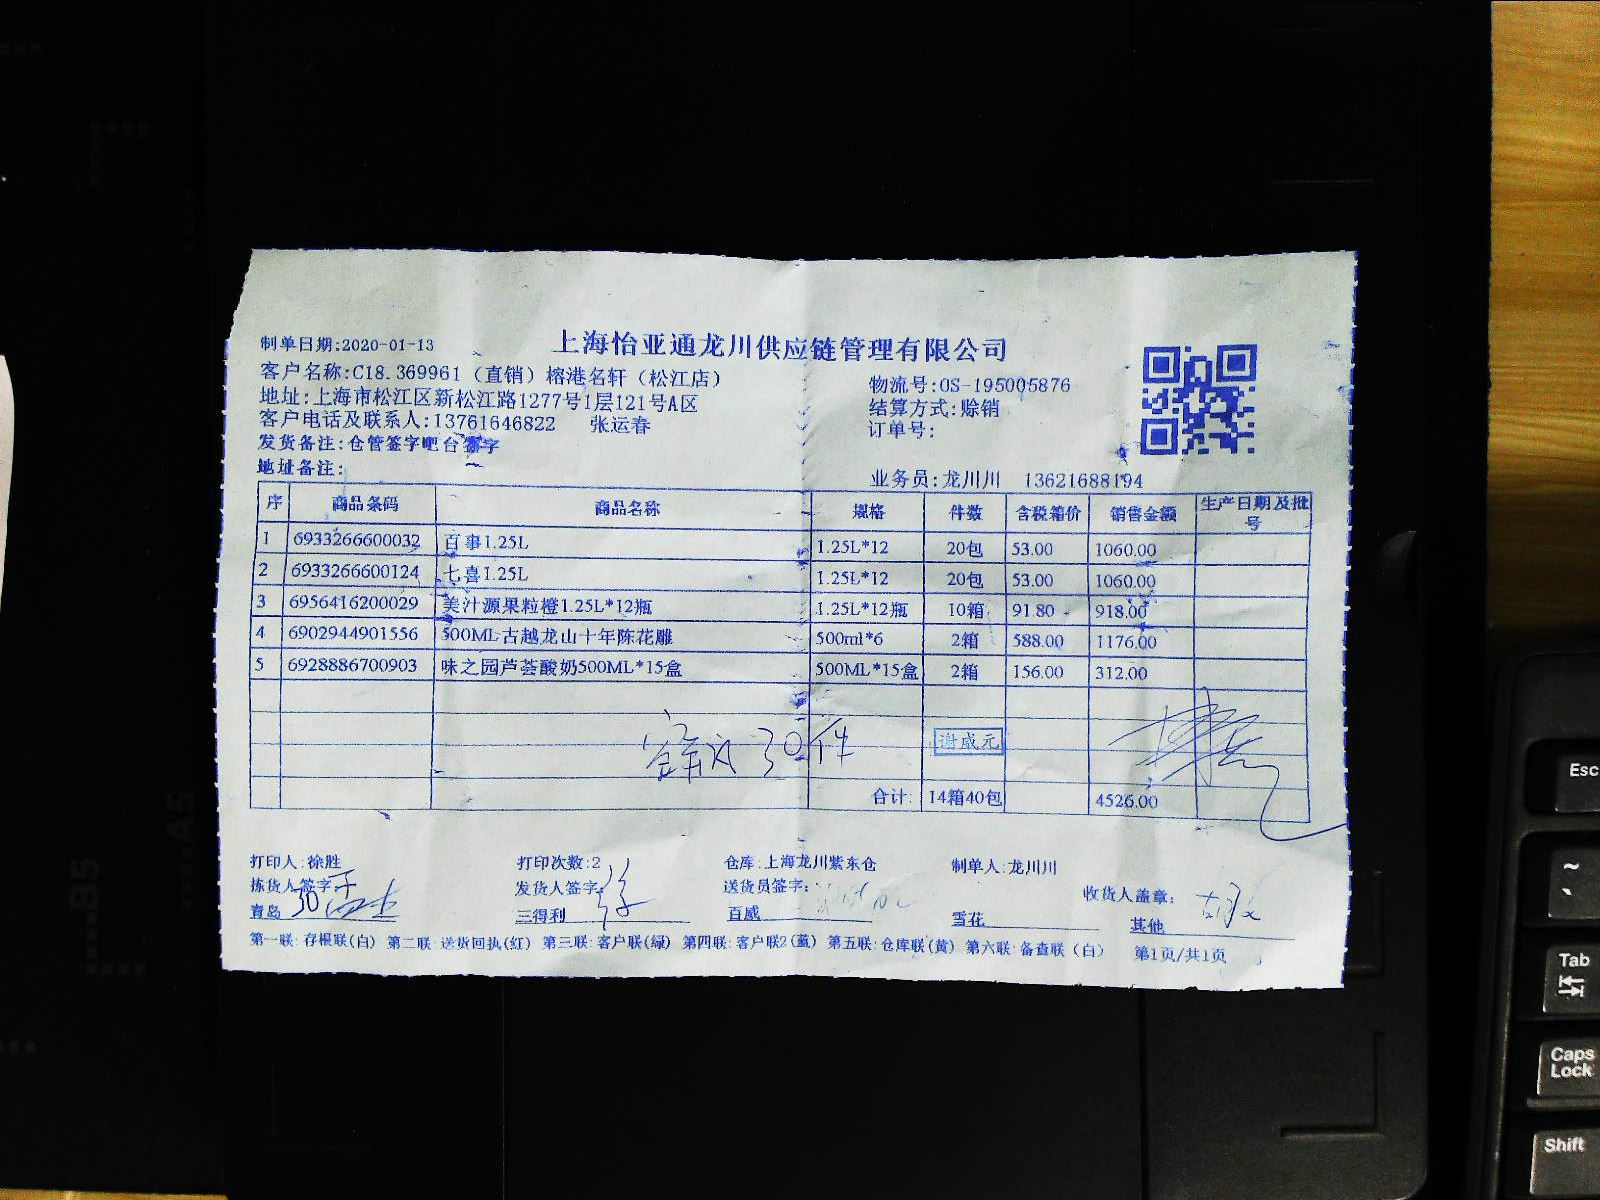 制单日期:2020-01-13
上海怡亚通龙川供应链管理有限公司
客户名称:C18.369961（直销）榕港名轩（松江店）
物流号:OS-195005876
地址:上海市松江区新松江路1277号1层121号A区
结算方式:赊销
客户电话及联系人:13761646822 张运春
订单号:
发货备注:仓管签字吧台签字
地址备注:
业务员:龙川川 13621688194
序 商品条码 商品名称 规格 件数 含税箱价 销售金额 生产日期及批号
1 6933266600032 百事1.25L 1.25L*12 20包 53.00 1060.00
2 6933266600124 七喜1.25L 1.25L*12 20包 53.00 1060.00
3 6956416200029 美汁源果粒橙1.25L*12瓶 1.25L*12瓶 10箱 91.80 918.00
4 6902944901556 500ML古越龙山十年陈花雕 500ml*6 2箱 588.00 1176.00
5 6928886700903 味之园芦荟酸奶500ML*15盒 500ML*15盒 2箱 156.00 312.00
30件
谢成元
合计: 14箱40包 4526.00
打印人:徐胜 打印次数:2 仓库:上海龙川紫东仓 制单人:龙川川
拣货人签字: 发货人签字: 送货员签字: 收货人盖章:
青岛 30 三得利 百威 雪花 其他
第一联:存根联(白) 第二联:送货回执(红) 第三联:客户联(绿) 第四联:客户联2(蓝) 第五联:仓库联(黄) 第六联:备查联（白） 第1页/共1页
B5
A5
Esc
~
Tab
Caps Lock
Shift